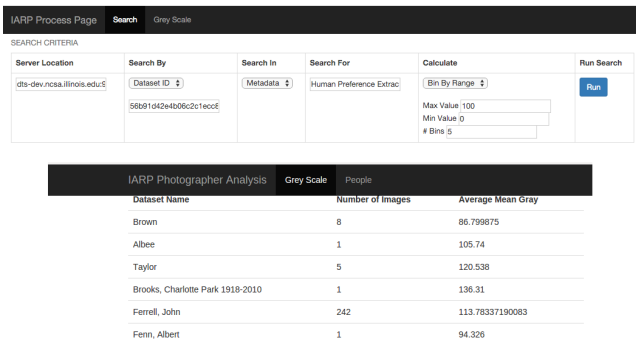 IARP Process Page Search Grey Scale
SEARCH CRITERIA
Server Location Search By Search In Search For Calculate Run Search
dts-dev.ncsa.illinois.edu:9 Dataset ID Metadata Human Preference Extrac Bin By Range Run
56b91d42e4b06c2c1ecc8 Max Value 100
Min Value 0
# Bins 5
IARP Photographer Analysis Grey Scale People
Dataset Name Number of Images Average Mean Gray
Brown 8 86.799875
Albee 1 105.74
Taylor 5 120.538
Brooks, Charlotte Park 1918-2010 1 136.31
Ferrell, John 242 113.78337190083
Fenn, Albert 1 94.326